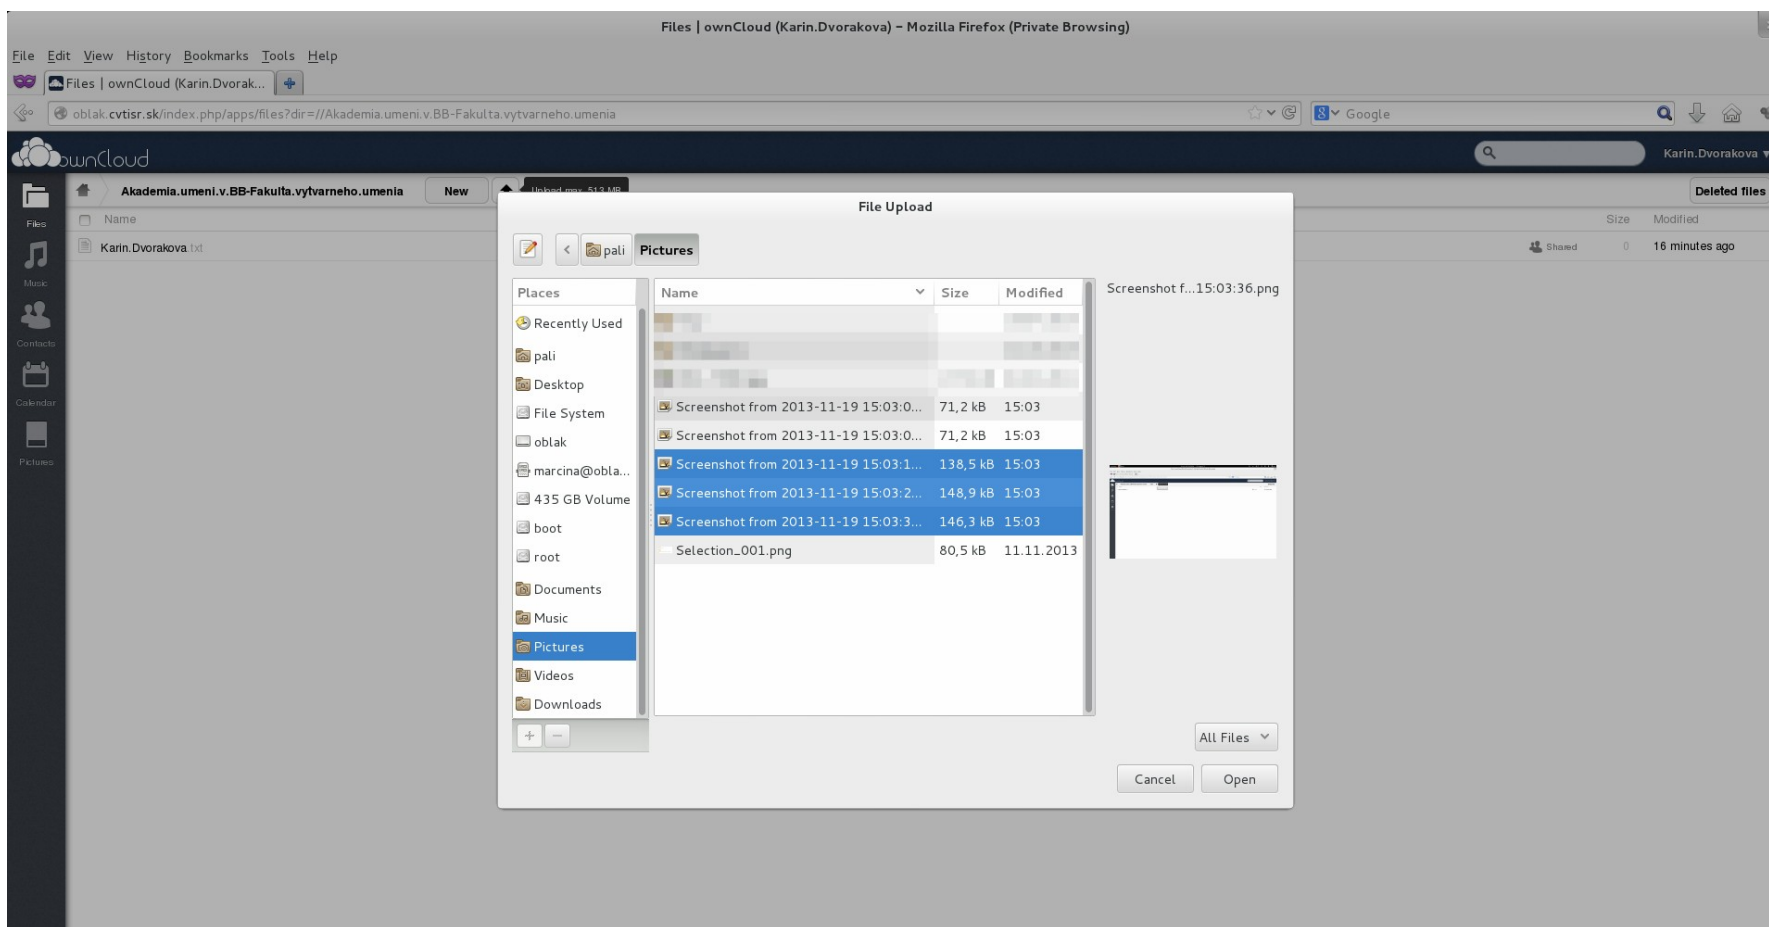 Files | ownCloud (Karin.Dvorakova) – Mozilla Firefox (Private Browsing)
File Edit View History Bookmarks Tools Help
Files | ownCloud (Karin.Dvorak...
oblak.cvtisr.sk/index.php/apps/files?dir=//Akademia.umeni.v.BB-Fakulta.vytvarneho.umenia
Google
ownCloud
Karin.Dvorakova
Akademia.umeni.v.BB-Fakulta.vytvarneho.umenia New Upload max. 513 MB Deleted files
Files
Music
Contacts
Calendar
Pictures
Name Size Modified
Karin.Dvorakova.txt Shared 0 16 minutes ago
File Upload
pali Pictures
Places
Recently Used
pali
Desktop
File System
oblak
marcina@obla...
435 GB Volume
boot
root
Documents
Music
Pictures
Videos
Downloads
Name Size Modified
Screenshot from 2013-11-19 15:03:0... 71,2 kB 15:03
Screenshot from 2013-11-19 15:03:0... 71,2 kB 15:03
Screenshot from 2013-11-19 15:03:1... 138,5 kB 15:03
Screenshot from 2013-11-19 15:03:2... 148,9 kB 15:03
Screenshot from 2013-11-19 15:03:3... 146,3 kB 15:03
Selection_001.png 80,5 kB 11.11.2013
Screenshot f...15:03:36.png
All Files
Cancel Open